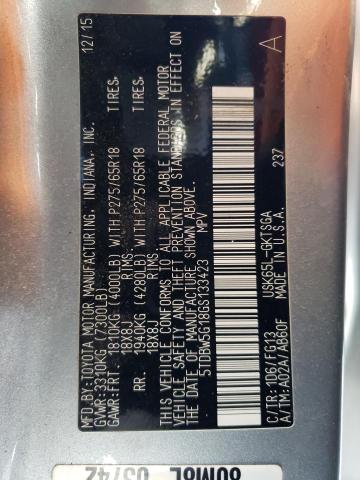 MFD.BY:TOYOTA MOTOR MANUFACTURING, INDIANA, INC. 12/15
GVWR:3310KG (7300LB)
GAWR:FRT. 1810KG (4000LB) WITH:P275/65R18 TIRES.
18X8J RIMS
RR 1940KG (4280LB) WITH:P275/65R18 TIRES.
18X8J RIMS
THIS VEHICLE CONFORMS TO ALL APPLICABLE FEDERAL MOTOR
VEHICLE SAFETY AND THEFT PREVENTION STANDARDS IN EFFECT ON
THE DATE OF MANUFACTURE SHOWN ABOVE.
5TDBW5G18GS133423 MPV
A
C/TR:1D6/FG13 USK65L-GKTSGA
A/TM:A02A/AB60F MADE IN U.S.A. 237
80M8L 03742